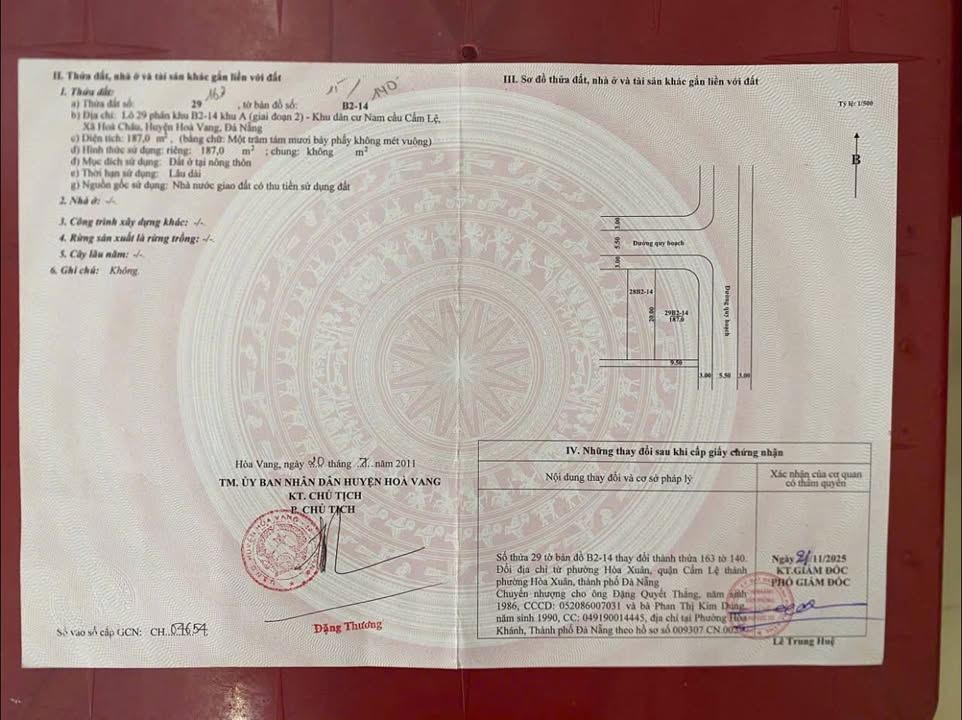 II. Thửa đất, nhà ở và tài sản khác gắn liền với đất
1. Thửa đất:
163
15/ 140
a) Thửa đất số: 29 , tờ bản đồ số: B2-14
b) Địa chỉ: Lô 29 phân khu B2-14 khu A (giai đoạn 2) - Khu dân cư Nam cầu Cẩm Lệ,
Xã Hoà Châu, Huyện Hoà Vang, Đà Nẵng
c) Diện tích: 187,0 m², (bằng chữ: Một trăm tám mươi bảy phẩy không mét vuông)
d) Hình thức sử dụng: riêng: 187,0 m² ; chung: không m²
đ) Mục đích sử dụng: Đất ở tại nông thôn
e) Thời hạn sử dụng: Lâu dài
g) Nguồn gốc sử dụng: Nhà nước giao đất có thu tiền sử dụng đất
2. Nhà ở: -/-
3. Công trình xây dựng khác: -/-
4. Rừng sản xuất là rừng trồng: -/-
5. Cây lâu năm: -/-
6. Ghi chú: Không.
Hòa Vang, ngày 20 tháng 7 năm 2011
TM. ỦY BAN NHÂN DÂN HUYỆN HOÀ VANG
KT. CHỦ TỊCH
P. CHỦ TỊCH
Đặng Thương
Số vào sổ cấp GCN: CH..04654
III. Sơ đồ thửa đất, nhà ở và tài sản khác gắn liền với đất
Tỷ lệ: 1/500
B
3.00
5.50
3.00
Đường quy hoạch
28B2-14
20.00
29B2-14
187.0
Đường quy hoạch
9.50
3.00 5.50 3.00
IV. Những thay đổi sau khi cấp giấy chứng nhận
Nội dung thay đổi và cơ sở pháp lý
Xác nhận của cơ quan
có thẩm quyền
Số thửa 29 tờ bản đồ B2-14 thay đổi thành thửa 163 tờ 140.
Đổi địa chỉ từ phường Hòa Xuân, quận Cẩm Lệ thành
phường Hòa Xuân, thành phố Đà Nẵng
Chuyển nhượng cho ông Đặng Quyết Thắng, năm sinh
1986, CCCD: 052086007031 và bà Phan Thị Kim Dung,
năm sinh 1990, CC: 049190014445, địa chỉ tại Phường Hòa
Khánh, Thành phố Đà Nẵng theo hồ sơ số 009307 CN.00
Ngày 21/11/2025
KT.GIÁM ĐỐC
PHÓ GIÁM ĐỐC
Lê Trung Huệ